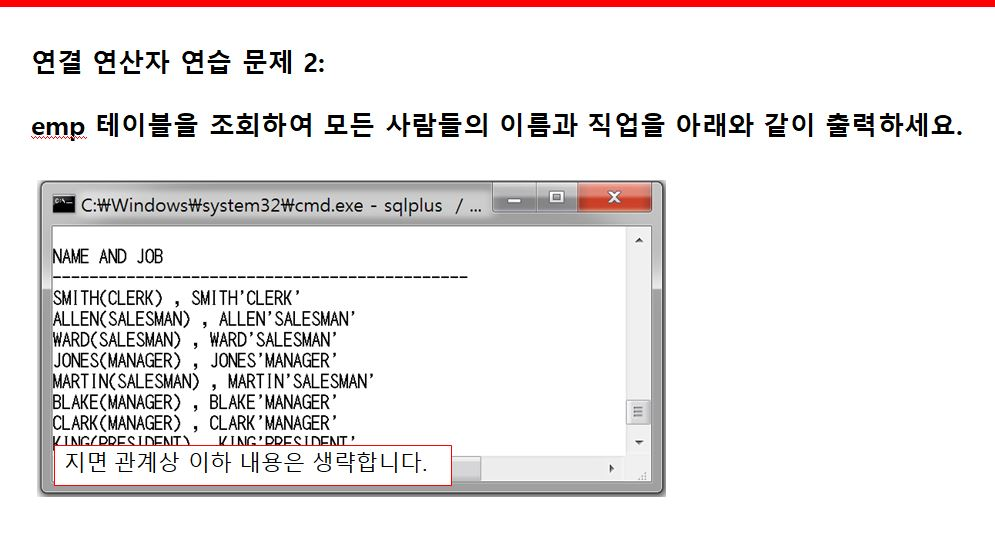 연결 연산자 연습 문제 2:
emp 테이블을 조회하여 모든 사람들의 이름과 직업을 아래와 같이 출력하세요.
C:₩Windows₩system32₩cmd.exe - sqlplus / ...
NAME AND JOB
---------------------------------------------
SMITH(CLERK) , SMITH'CLERK'
ALLEN(SALESMAN) , ALLEN'SALESMAN'
WARD(SALESMAN) , WARD'SALESMAN'
JONES(MANAGER) , JONES'MANAGER'
MARTIN(SALESMAN) , MARTIN'SALESMAN'
BLAKE(MANAGER) , BLAKE'MANAGER'
CLARK(MANAGER) , CLARK'MANAGER'
KING(PRESIDENT) , KING'PRESIDENT'
지면 관계상 이하 내용은 생략합니다.